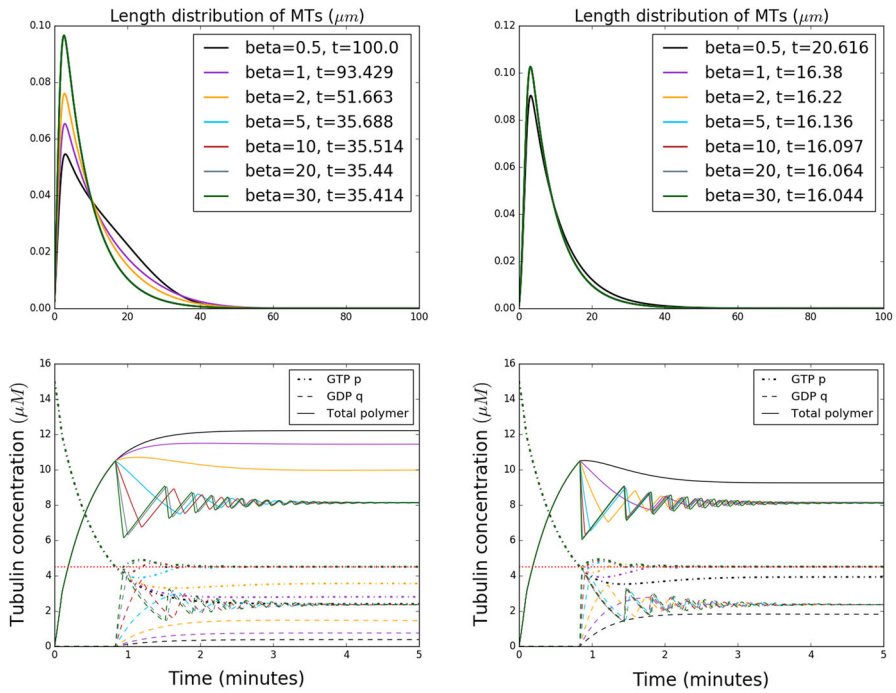 Length distribution of MTs (μm)
0.10
0.08
0.06
0.04
0.02
0.00
beta=0.5, t=100.0
beta=1, t=93.429
beta=2, t=51.663
beta=5, t=35.688
beta=10, t=35.514
beta=20, t=35.44
beta=30, t=35.414
0 20 40 60 80 100
Length distribution of MTs (μm)
0.12
0.10
0.08
0.06
0.04
0.02
0.00
beta=0.5, t=20.616
beta=1, t=16.38
beta=2, t=16.22
beta=5, t=16.136
beta=10, t=16.097
beta=20, t=16.064
beta=30, t=16.044
0 20 40 60 80 100
Tubulin concentration (μM)
16
14
12
10
8
6
4
2
0
GTP p
GDP q
Total polymer
0 1 2 3 4 5
Time (minutes)
Tubulin concentration (μM)
16
14
12
10
8
6
4
2
0
GTP p
GDP q
Total polymer
0 1 2 3 4 5
Time (minutes)